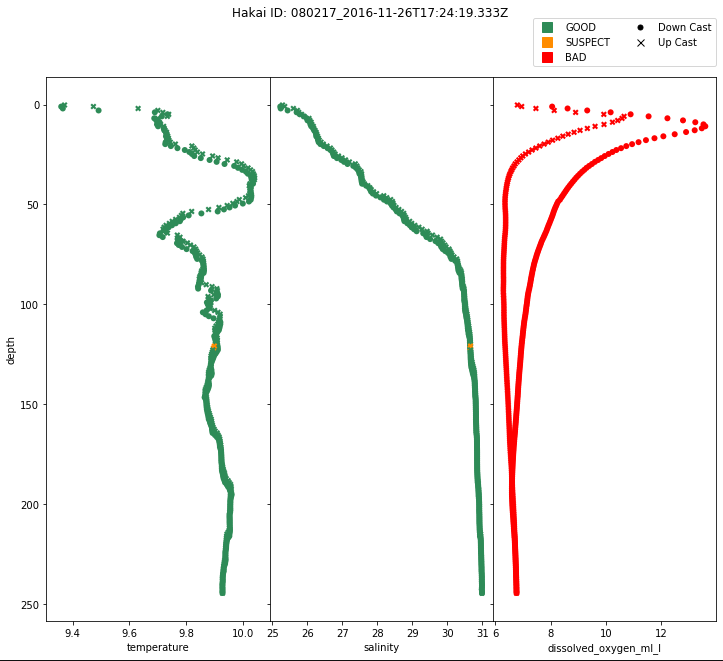 Hakai ID: 080217_2016-11-26T17:24:19.333Z
GOOD
SUSPECT
BAD
Down Cast
Up Cast
depth
0
50
100
150
200
250
9.4 9.6 9.8 10.0
temperature
25 26 27 28 29 30 31
salinity
6 8 10 12
dissolved_oxygen_ml_l